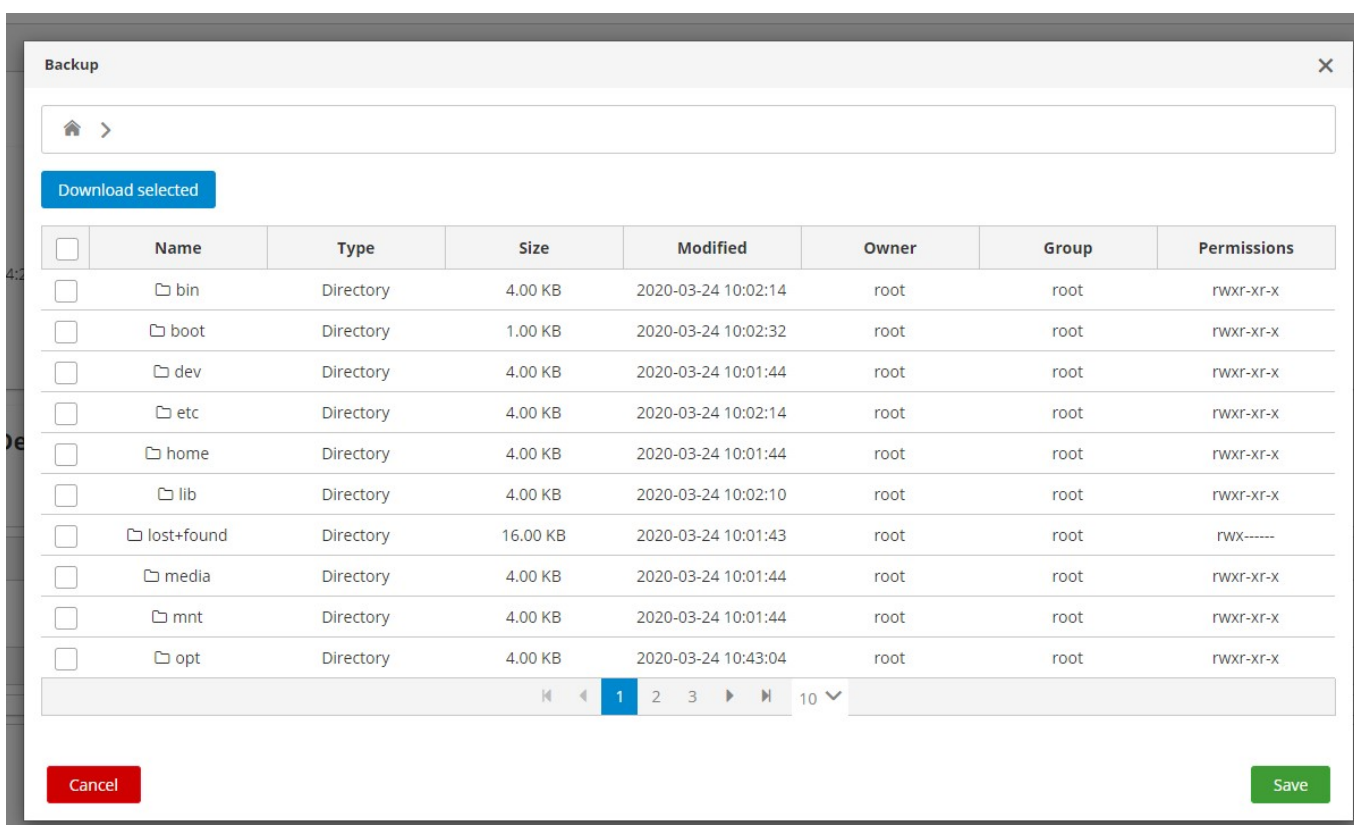 Backup
Download selected
Name Type Size Modified Owner Group Permissions
bin Directory 4.00 KB 2020-03-24 10:02:14 root root rwxr-xr-x
boot Directory 1.00 KB 2020-03-24 10:02:32 root root rwxr-xr-x
4:2
dev Directory 4.00 KB 2020-03-24 10:01:44 root root rwxr-xr-x
etc Directory 4.00 KB 2020-03-24 10:02:14 root root rwxr-xr-x
De
home Directory 4.00 KB 2020-03-24 10:01:44 root root rwxr-xr-x
lib Directory 4.00 KB 2020-03-24 10:02:10 root root rwxr-xr-x
lost+found Directory 16.00 KB 2020-03-24 10:01:43 root root rwx------
media Directory 4.00 KB 2020-03-24 10:01:44 root root rwxr-xr-x
mnt Directory 4.00 KB 2020-03-24 10:01:44 root root rwxr-xr-x
opt Directory 4.00 KB 2020-03-24 10:43:04 root root rwxr-xr-x
1 2 3 10
Cancel Save